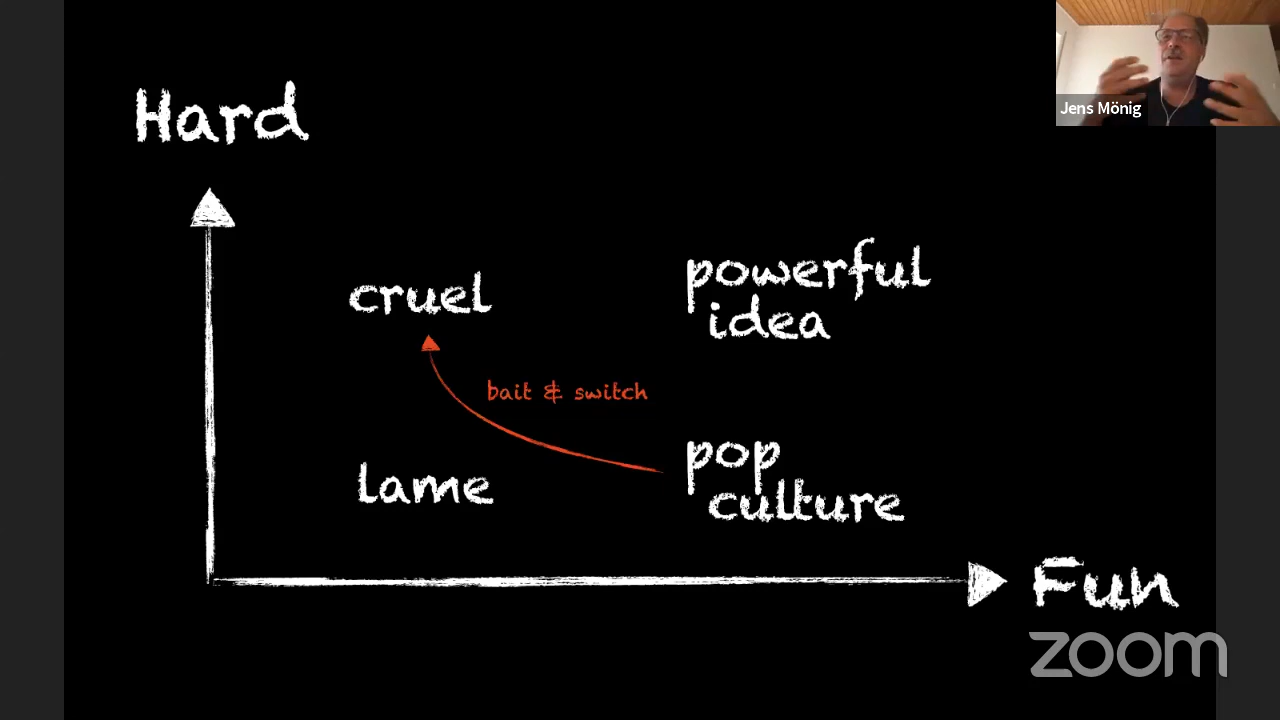 Jens Mönig
Hard
cruel
powerful
idea
bait & switch
lame
pop
culture
Fun
zoom